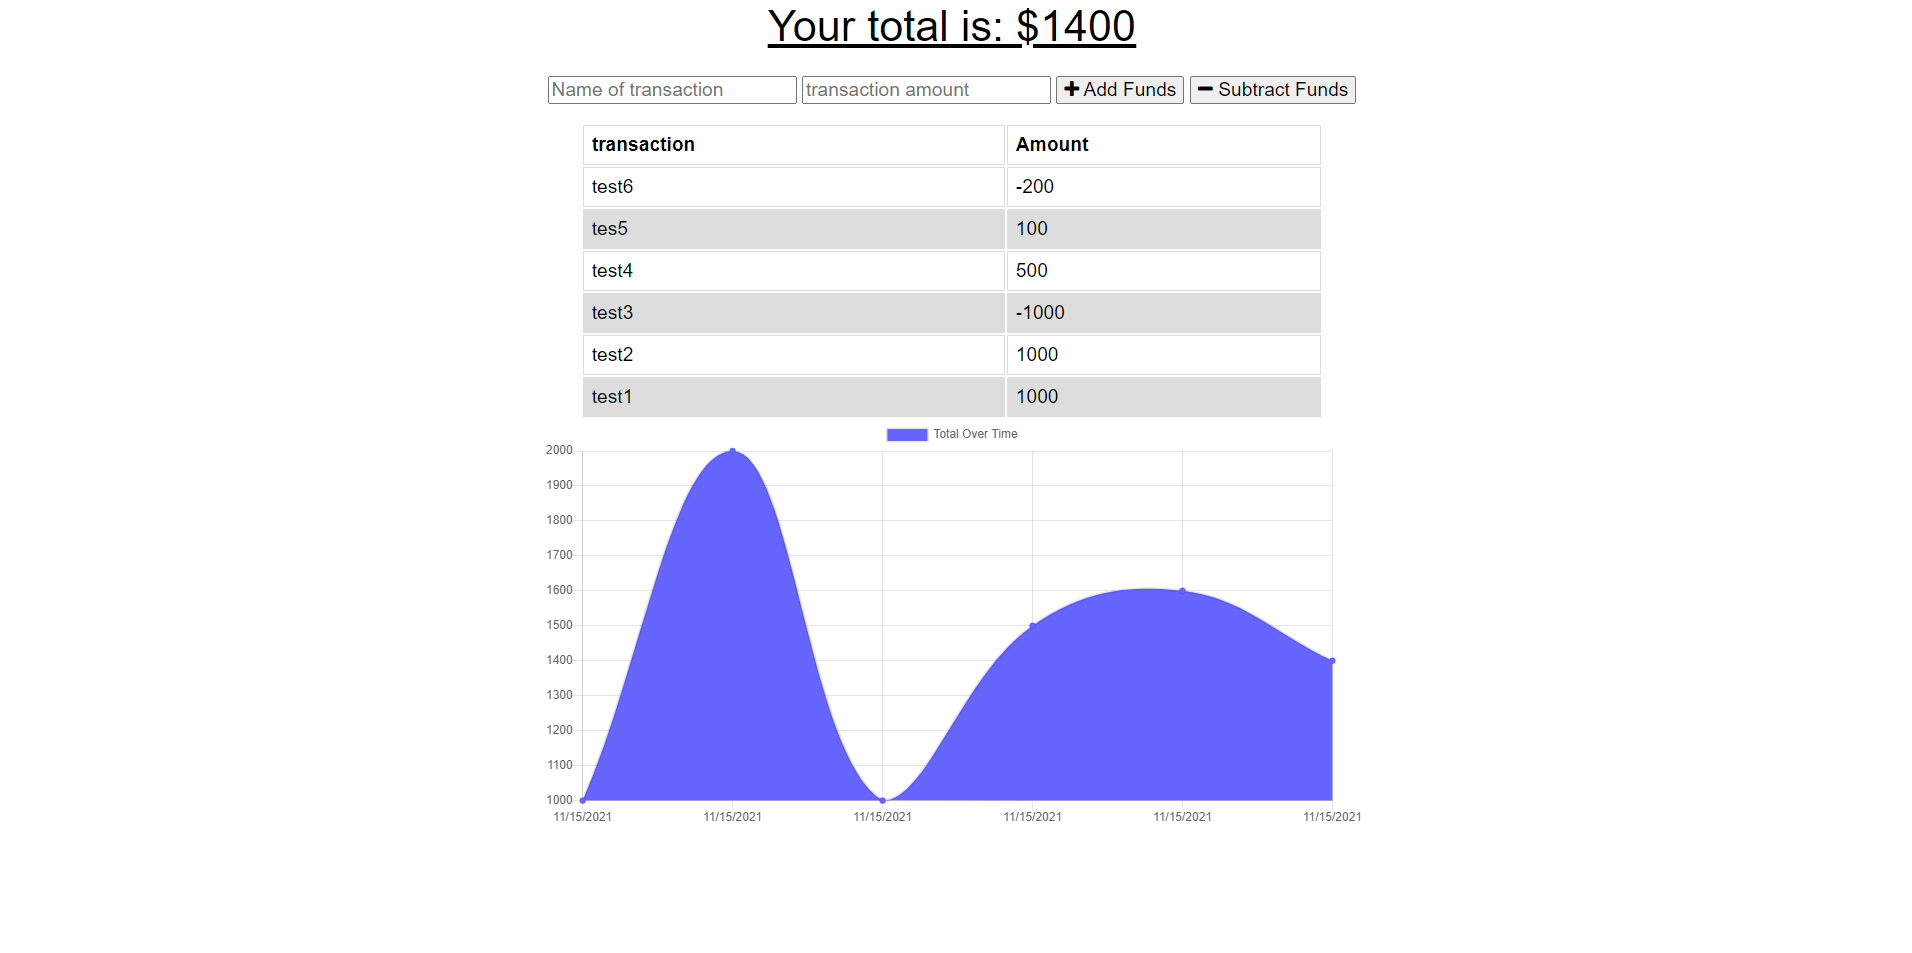 Your total is: $1400
Name of transaction transaction amount Add Funds Subtract Funds
transaction Amount
test6 -200
tes5 100
test4 500
test3 -1000
test2 1000
test1 1000
Total Over Time
2000
1900
1800
1700
1600
1500
1400
1300
1200
1100
1000
11/15/2021 11/15/2021 11/15/2021 11/15/2021 11/15/2021 11/15/2021